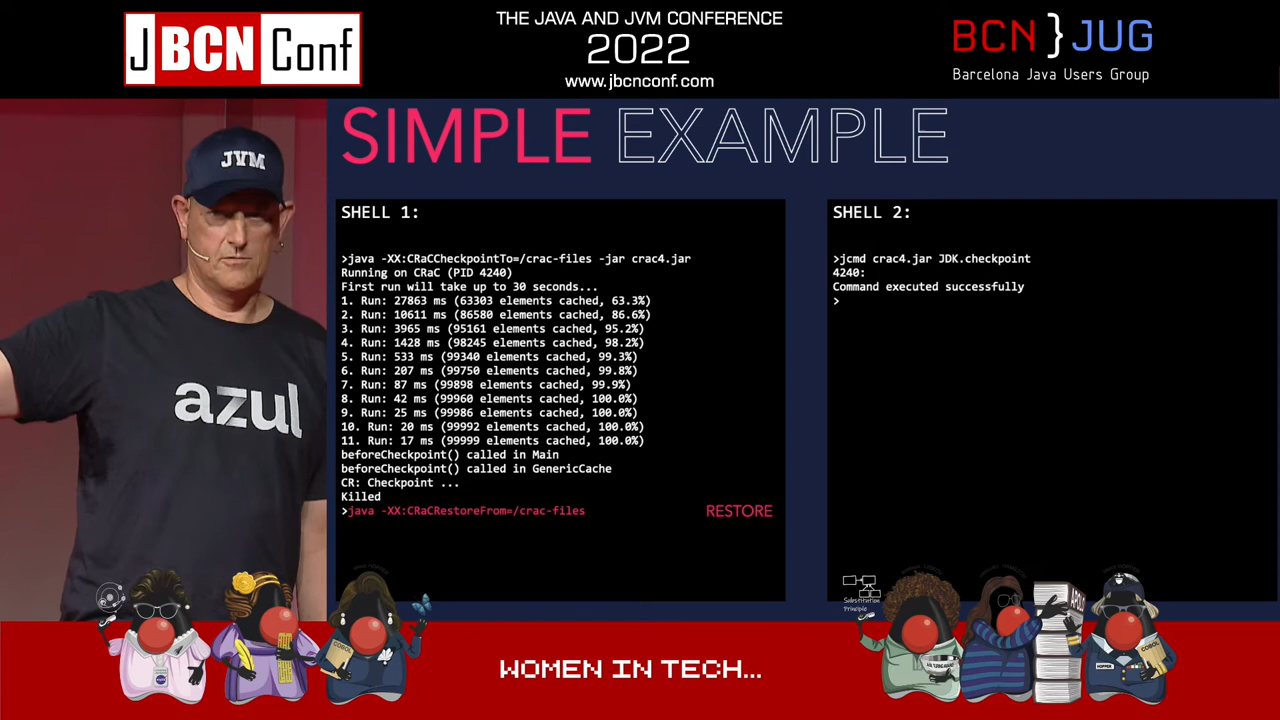 JBCNConf
THE JAVA AND JVM CONFERENCE
2022
www.jbcnconf.com
BCN}JUG
Barcelona Java Users Group
SIMPLE EXAMPLE
JVM
azul
SHELL 1:
>java -XX:CRaCCheckpointTo=/crac-files -jar crac4.jar
Running on CRaC (PID 4240)
First run will take up to 30 seconds...
1. Run: 27863 ms (63303 elements cached, 63.3%)
2. Run: 10611 ms (86580 elements cached, 86.6%)
3. Run: 3965 ms (95161 elements cached, 95.2%)
4. Run: 1428 ms (98245 elements cached, 98.2%)
5. Run: 533 ms (99340 elements cached, 99.3%)
6. Run: 207 ms (99750 elements cached, 99.8%)
7. Run: 87 ms (99898 elements cached, 99.9%)
8. Run: 42 ms (99960 elements cached, 100.0%)
9. Run: 25 ms (99986 elements cached, 100.0%)
10. Run: 20 ms (99992 elements cached, 100.0%)
11. Run: 17 ms (99999 elements cached, 100.0%)
beforeCheckpoint() called in Main
beforeCheckpoint() called in GenericCache
CR: Checkpoint ...
Killed
>java -XX:CRaCRestoreFrom=/crac-files
RESTORE
SHELL 2:
>jcmd crac4.jar JDK.checkpoint
4240:
Command executed successfully
>
Substitution
Principle
COBOL
COBOL
HOPPER
WOMEN IN TECH...